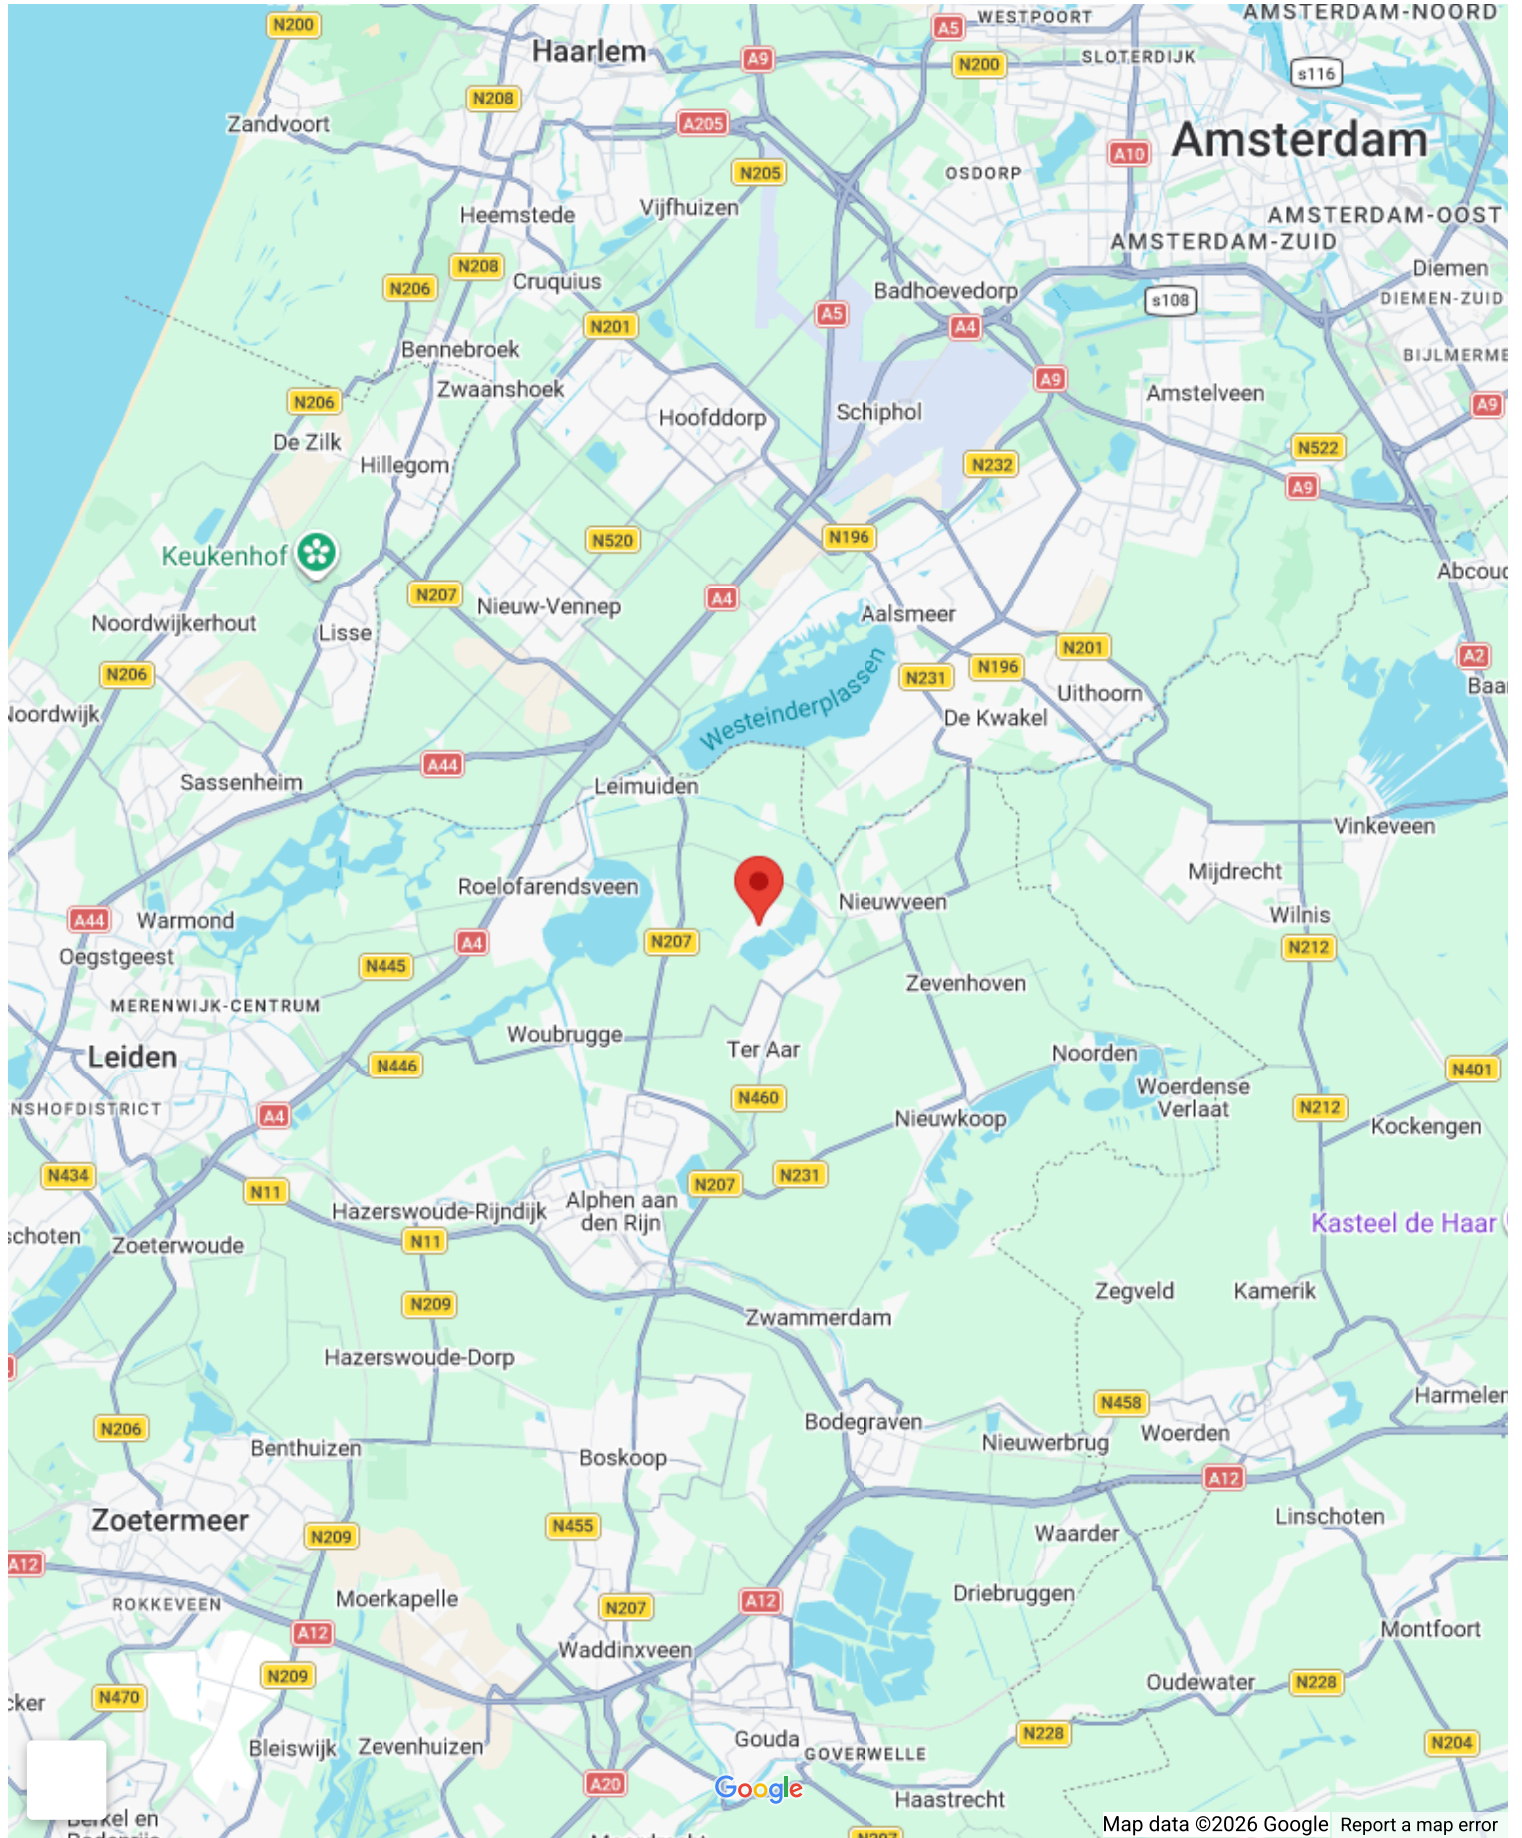 AMSTERDAM-NOORD
WESTPOORT
N200
A5
Haarlem
A9
N200
SLOTERDIJK
s116
N208
Zandvoort
A205
Amsterdam
A10
N205
OSDORP
Vijfhuizen
Heemstede
AMSTERDAM-OOST
AMSTERDAM-ZUID
N208
Diemen
N206
Cruquius
Badhoevedorp
s108
DIEMEN-ZUID
A5
N201
A4
Bennebroek
BIJLMERME
Zwaanshoek
A9
Amstelveen
N206
Hoofddorp
Schiphol
A9
De Zilk
N522
Hillegom
N232
A9
N520
N196
Keukenhof
Abcoud
N207
Nieuw-Vennep
A4
Aalsmeer
Noordwijkerhout
Lisse
N201
A2
N206
N196
N231
Westeinderplassen
Uithoorn
Baa
Noordwijk
De Kwakel
A44
Sassenheim
Leimuiden
Vinkeveen
Mijdrecht
Roelofarendsveen
Nieuwveen
A44
Warmond
Wilnis
A4
N207
N212
Oegstgeest
N445
Zevenhoven
MERENWIJK-CENTRUM
Woubrugge
Leiden
Ter Aar
Noorden
N446
N401
Woerdense
Verlaat
N460
NSHOFDISTRICT
A4
N212
Nieuwkoop
Kockengen
N434
N207
N231
N11
Hazerswoude-Rijndijk
Alphen aan
den Rijn
Kasteel de Haar
schoten
Zoeterwoude
N11
Zegveld
Kamerik
N209
Zwammerdam
Hazerswoude-Dorp
Harmelen
N458
N206
Bodegraven
Woerden
Nieuwerbrug
Benthuizen
Boskoop
A12
Zoetermeer
Linschoten
N455
N209
Waarder
A12
Driebruggen
Moerkapelle
ROKKEVEEN
A12
N207
A12
Montfoort
Waddinxveen
N209
Oudewater
N228
N470
cker
N228
Gouda
N204
Bleiswijk
Zevenhuizen
GOVERWELLE
A20
Google
Haastrecht
Berkel en
Map data ©2026 Google
Report a map error